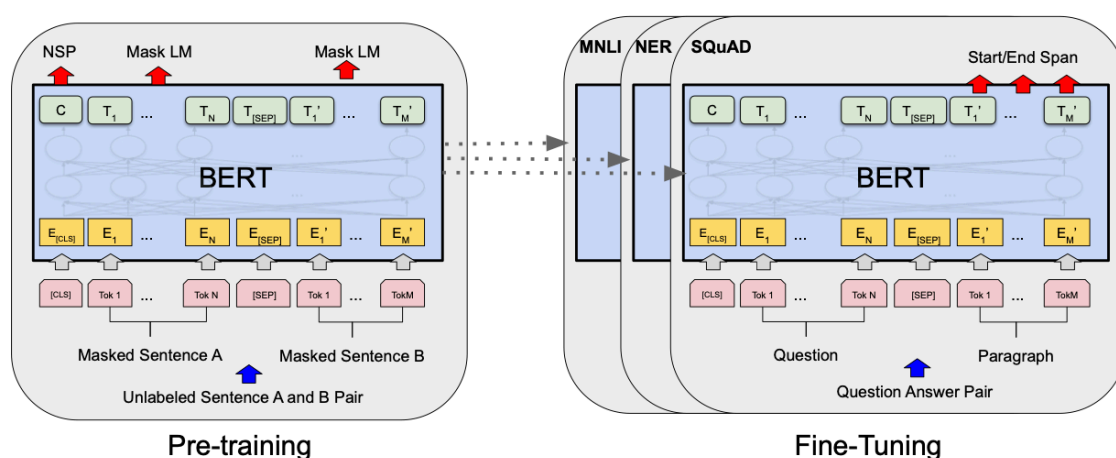 NSP Mask LM Mask LM
C T1 ... TN T[SEP] T1' ... TM'
...
...
BERT
E[CLS] E1 ... EN E[SEP] E1' ... EM'
[CLS] Tok 1 ... Tok N [SEP] Tok 1 ... TokM
Masked Sentence A Masked Sentence B
Unlabeled Sentence A and B Pair
Pre-training
MNLI NER SQuAD
Start/End Span
C T1 ... TN T[SEP] T1' ... TM'
...
...
BERT
E[CLS] E1 ... EN E[SEP] E1' ... EM'
[CLS] Tok 1 ... Tok N [SEP] Tok 1 ... TokM
Question Paragraph
Question Answer Pair
Fine-Tuning